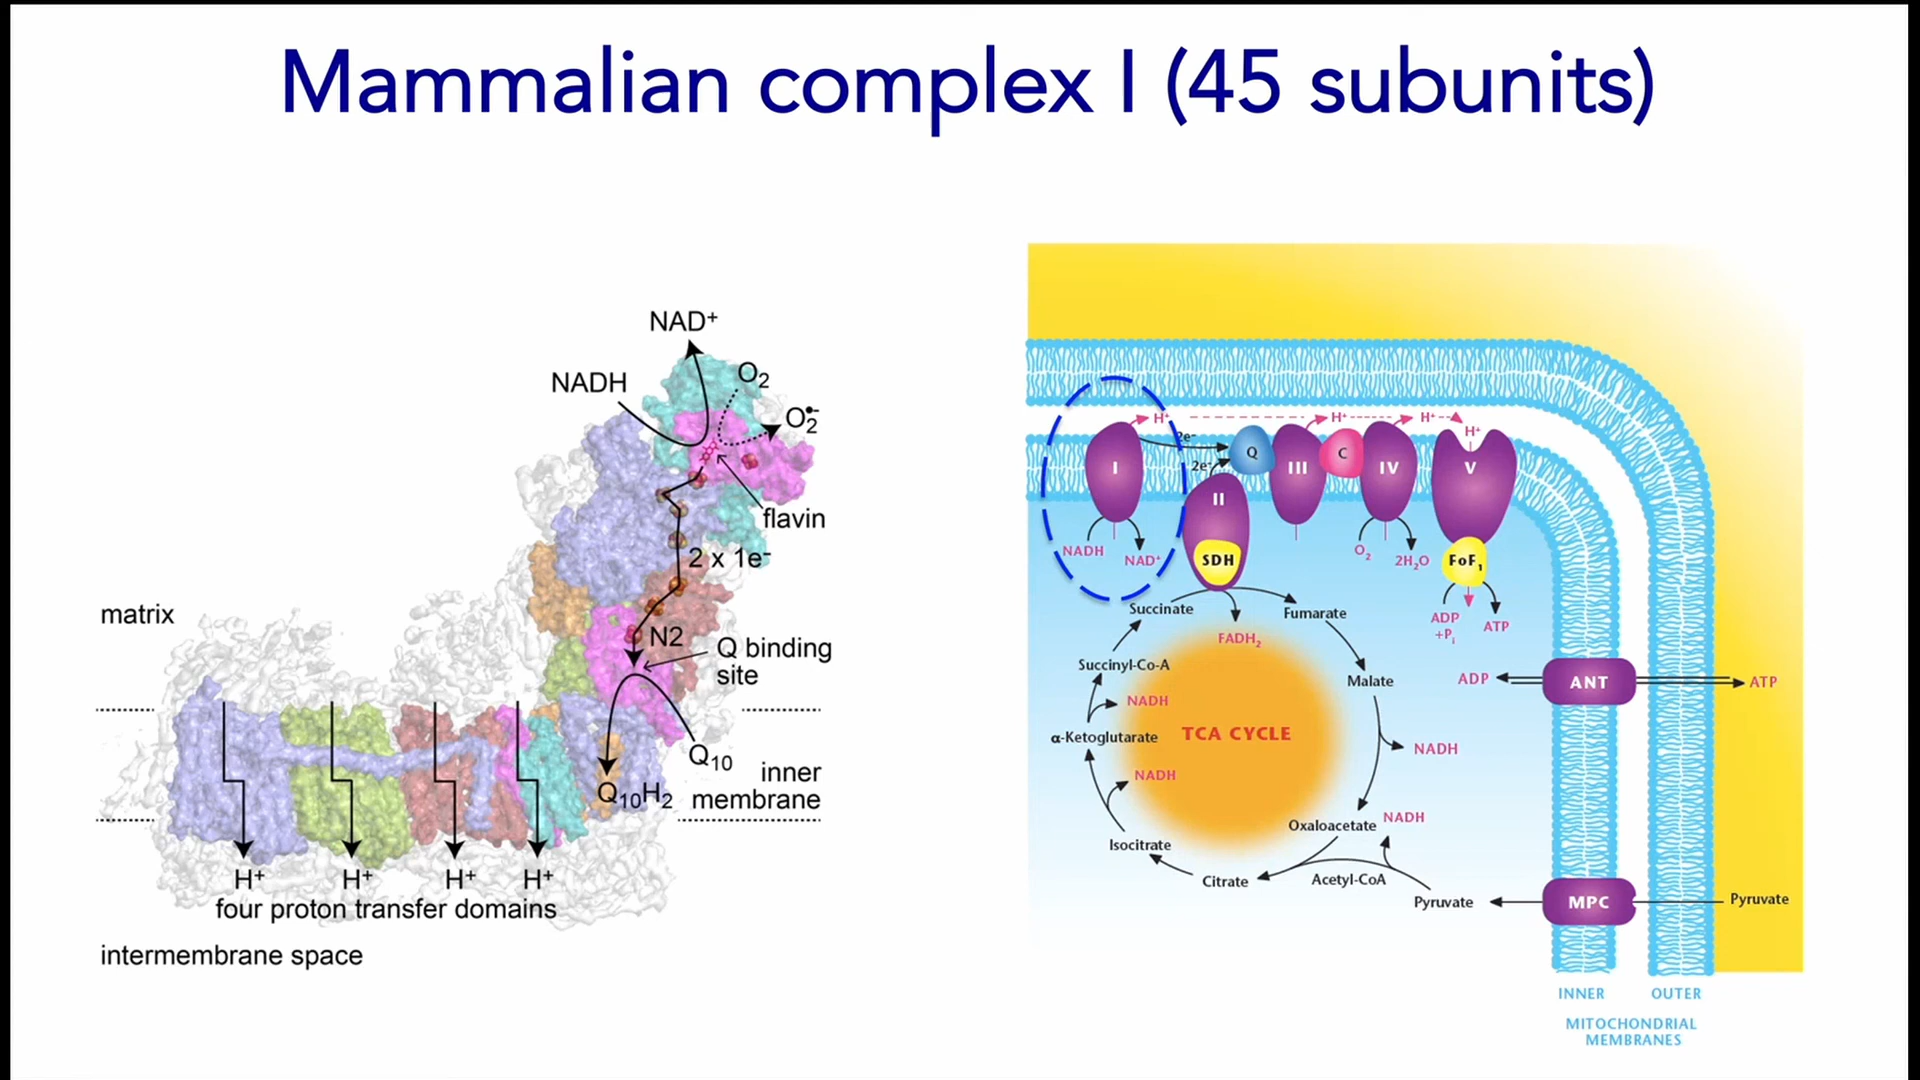 Mammalian complex I (45 subunits)
NAD⁺
NADH
O₂
O₂•⁻
flavin
2 x 1e⁻
matrix
N2
Q binding
site
Q₁₀
inner
membrane
Q₁₀H₂
H⁺ H⁺ H⁺ H⁺
four proton transfer domains
intermembrane space
H⁺ H⁺ H⁺ H⁺
2e⁻
2e⁻
I Q III C IV V
II
NADH
NAD⁺
SDH
O₂ 2H₂O
FoF₁
ADP
+Pᵢ
ATP
Succinate
Fumarate
FADH₂
Succinyl-Co-A
Malate
ADP ANT ATP
NADH
α-Ketoglutarate
TCA CYCLE
NADH
NADH
Oxaloacetate
NADH
Isocitrate
Citrate
Acetyl-CoA
Pyruvate MPC Pyruvate
INNER OUTER
MITOCHONDRIAL
MEMBRANES